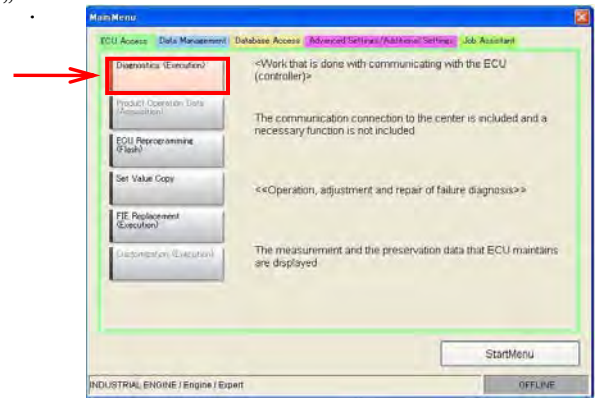 ”
.
MainMenu
ECU Access Data Management Database Access Advanced Settings/Additional Settings Job Assistant
Diagnostics (Execution)
<Work that is done with communicating with the ECU
(controller)>
Product Operation Data
(Acquisition)
The communication connection to the center is included and a
necessary function is not included
ECU Reprogramming
(Flash)
Set Value Copy
<<Operation, adjustment and repair of failure diagnosis>>
FIE Replacement
(Execution)
Customization (Execution)
The measurement and the preservation data that ECU maintains
are displayed
StartMenu
INDUSTRIAL ENGINE / Engine / Expert
OFFLINE